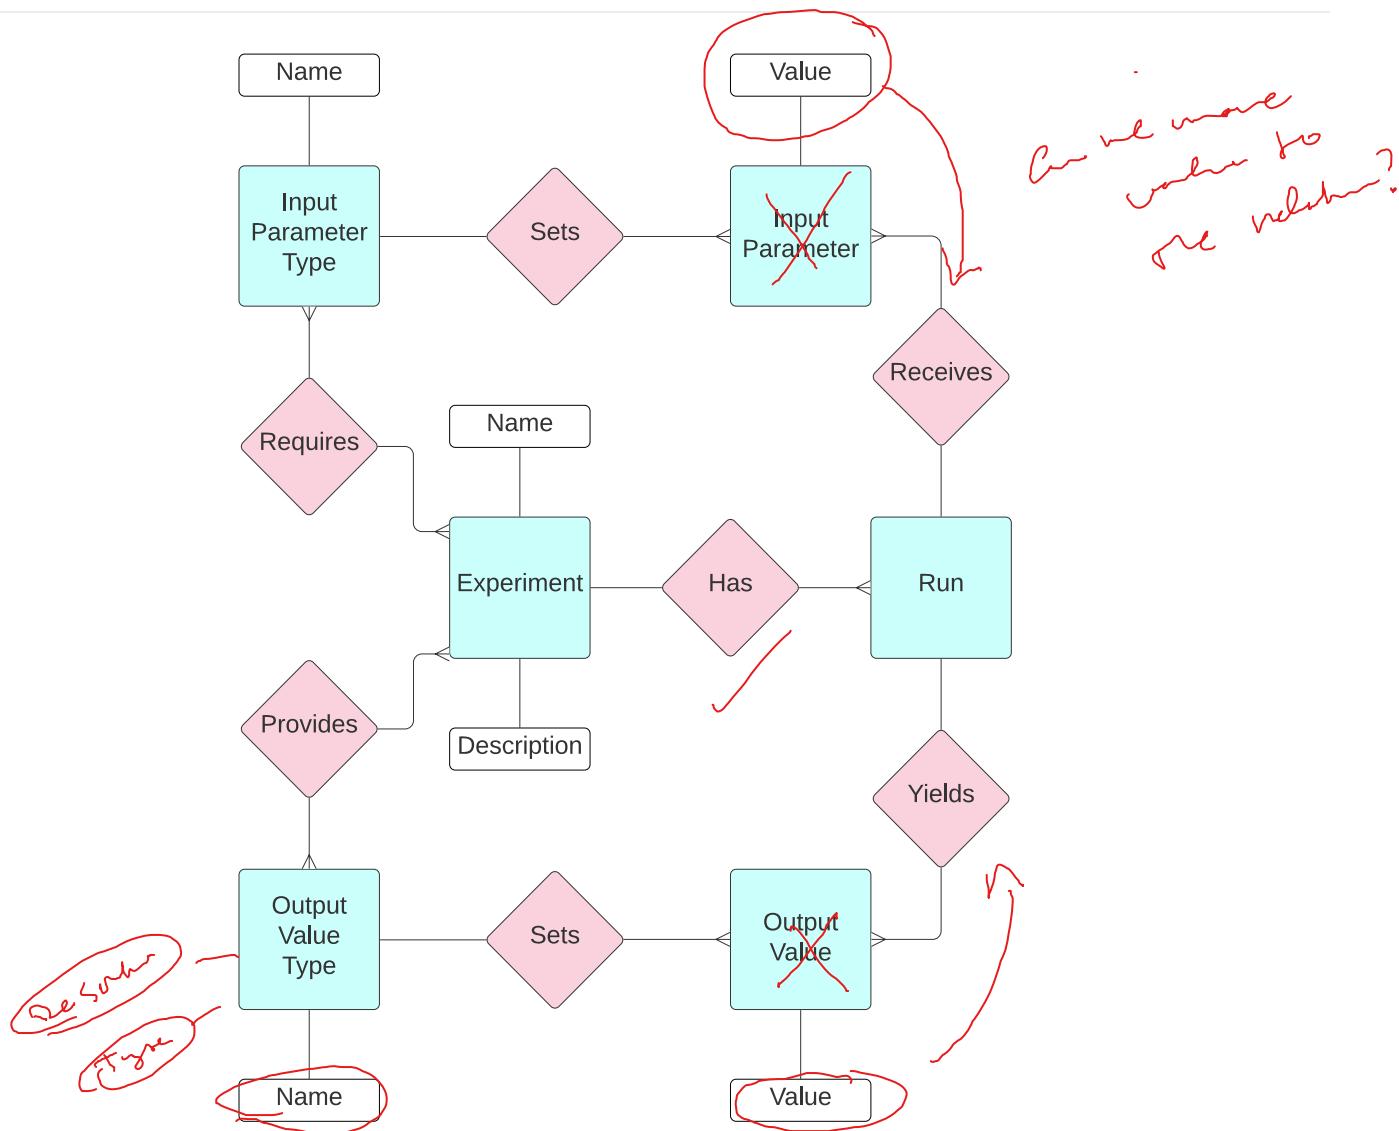 Name
Value
Can we move
value to
the relation?
Input
Parameter
Type
Sets
Input
Parameter
Receives
Requires
Name
Experiment
Has
Run
Provides
Description
Yields
Output
Value
Type
Sets
Output
Value
Type
Name
Value